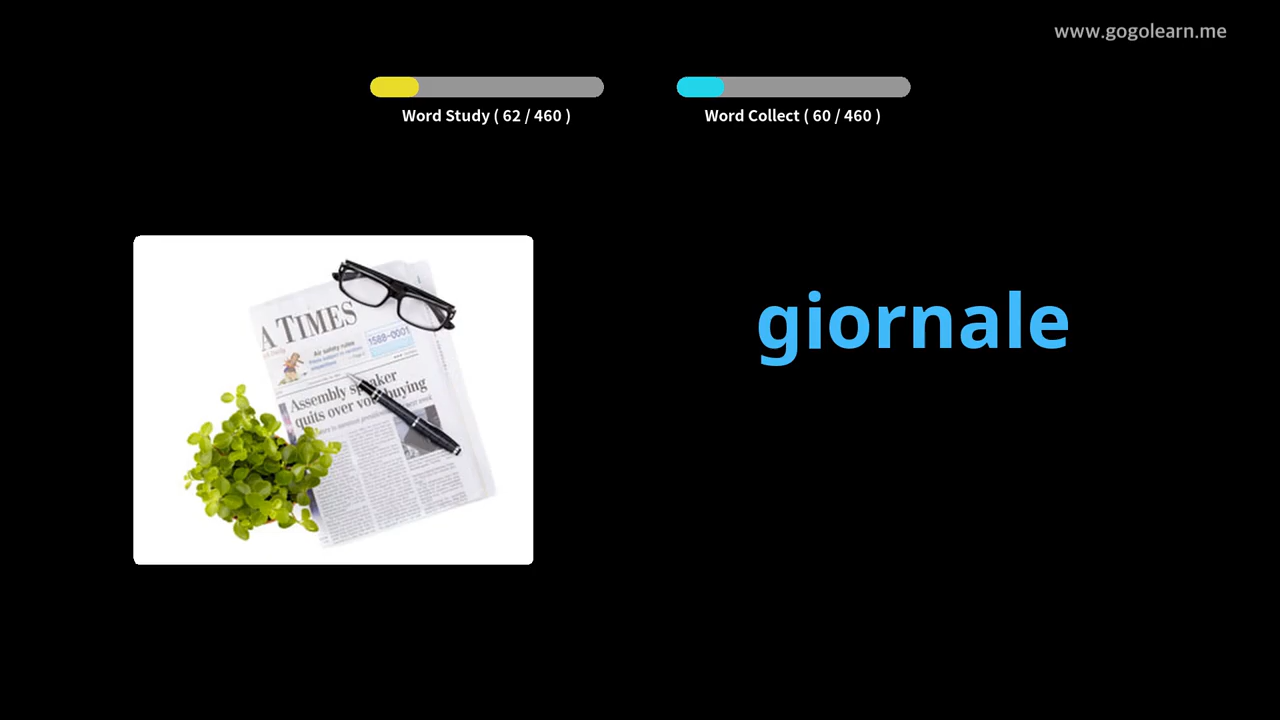 www.gogolearn.me
Word Study ( 62 / 460 )
Word Collect ( 60 / 460 )
giornale
A TIMES
Air safety rules
1588-0001
Assembly speaker
quits over vote buying